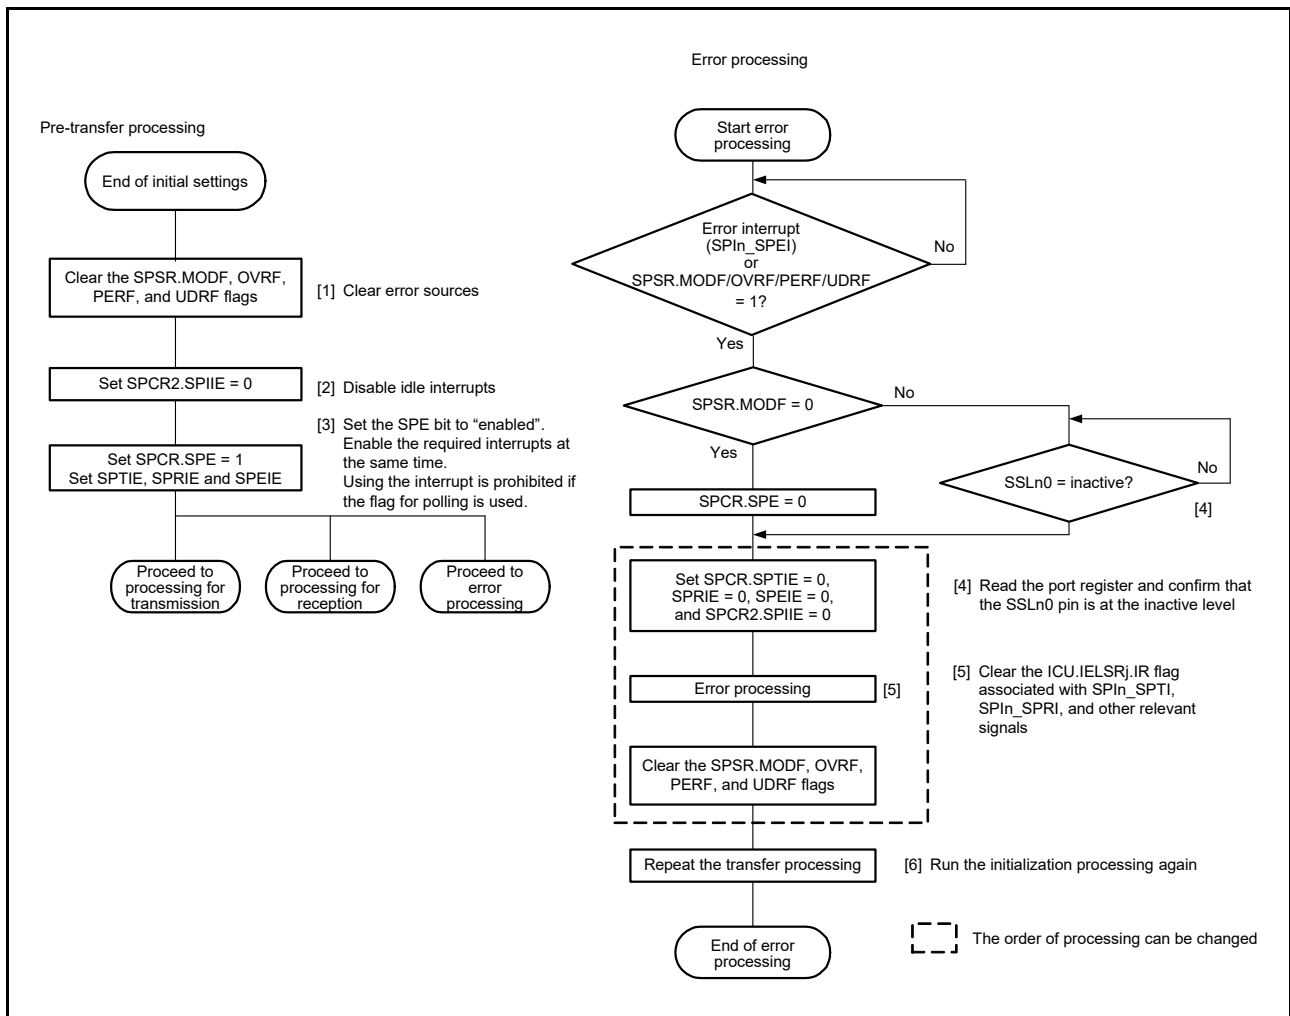 Error processing
Pre-transfer processing
End of initial settings
Clear the SPSR.MODF, OVRF,
PERF, and UDRF flags
[1] Clear error sources
Set SPCR2.SPIIE = 0
[2] Disable idle interrupts
[3] Set the SPE bit to “enabled”.
Enable the required interrupts at
the same time.
Using the interrupt is prohibited if
the flag for polling is used.
Set SPCR.SPE = 1
Set SPTIE, SPRIE and SPEIE
Proceed to
processing for
transmission
Proceed to
processing for
reception
Proceed to
error
processing
Start error
processing
Error interrupt
(SPIn_SPEI)
or
SPSR.MODF/OVRF/PERF/UDRF
= 1?
No
Yes
SPSR.MODF = 0
No
Yes
SSLn0 = inactive?
No
[4]
SPCR.SPE = 0
Set SPCR.SPTIE = 0,
SPRIE = 0, SPEIE = 0,
and SPCR2.SPIIE = 0
[4] Read the port register and confirm that
the SSLn0 pin is at the inactive level
Error processing
[5]
[5] Clear the ICU.IELSRj.IR flag
associated with SPIn_SPTI,
SPIn_SPRI, and other relevant
signals
Clear the SPSR.MODF, OVRF,
PERF, and UDRF flags
Repeat the transfer processing
[6] Run the initialization processing again
End of error
processing
The order of processing can be changed